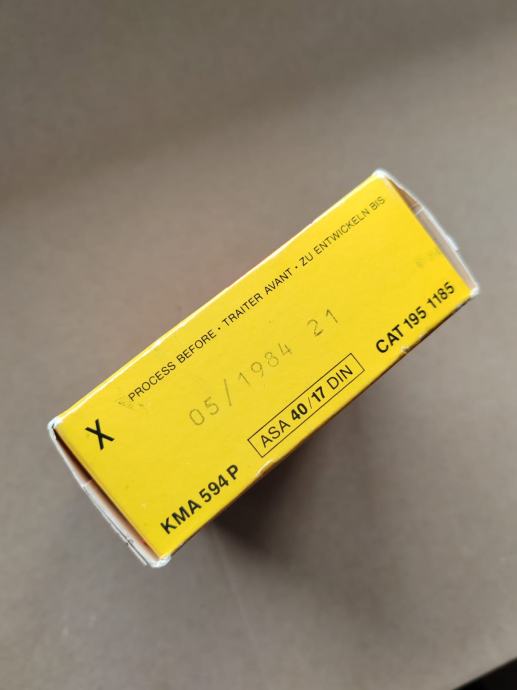 PROCESS BEFORE · TRAITER AVANT · ZU ENTWICKELN BIS
X
05/1984 21
ASA 40/17 DIN
KMA 594 P
CAT 195 1185